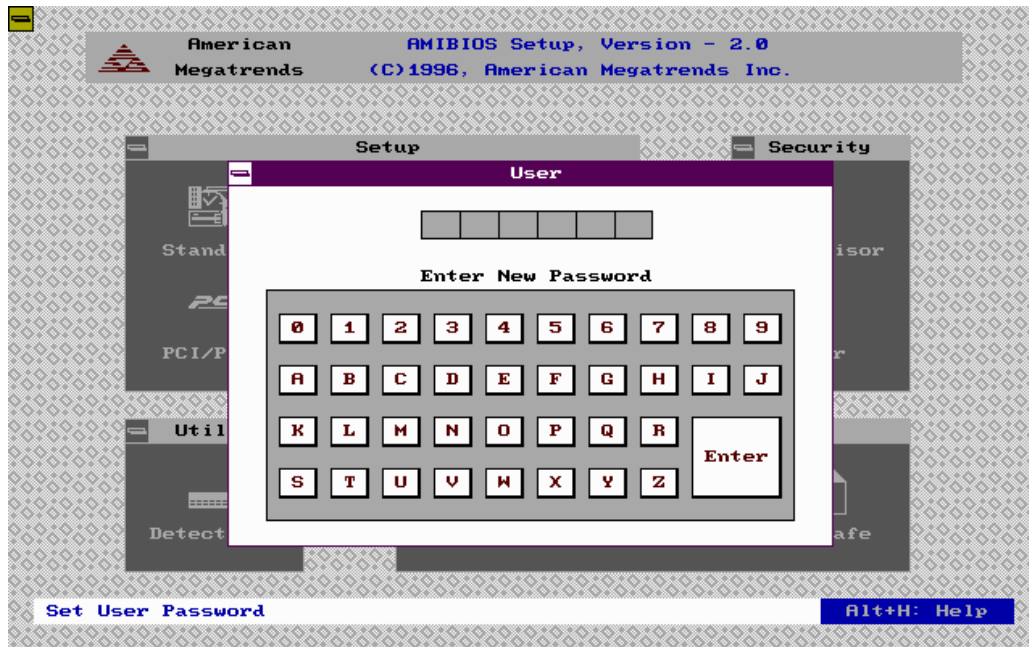 American
Megatrends
AMIBIOS Setup, Version - 2.0
(C)1996, American Megatrends Inc.
Setup
Security
User
Stand
isor
Enter New Password
PCI/P
r
0 1 2 3 4 5 6 7 8 9
A B C D E F G H I J
K L M N O P Q R
Enter
S T U V W X Y Z
Util
Detect
afe
Set User Password
Alt+H: Help